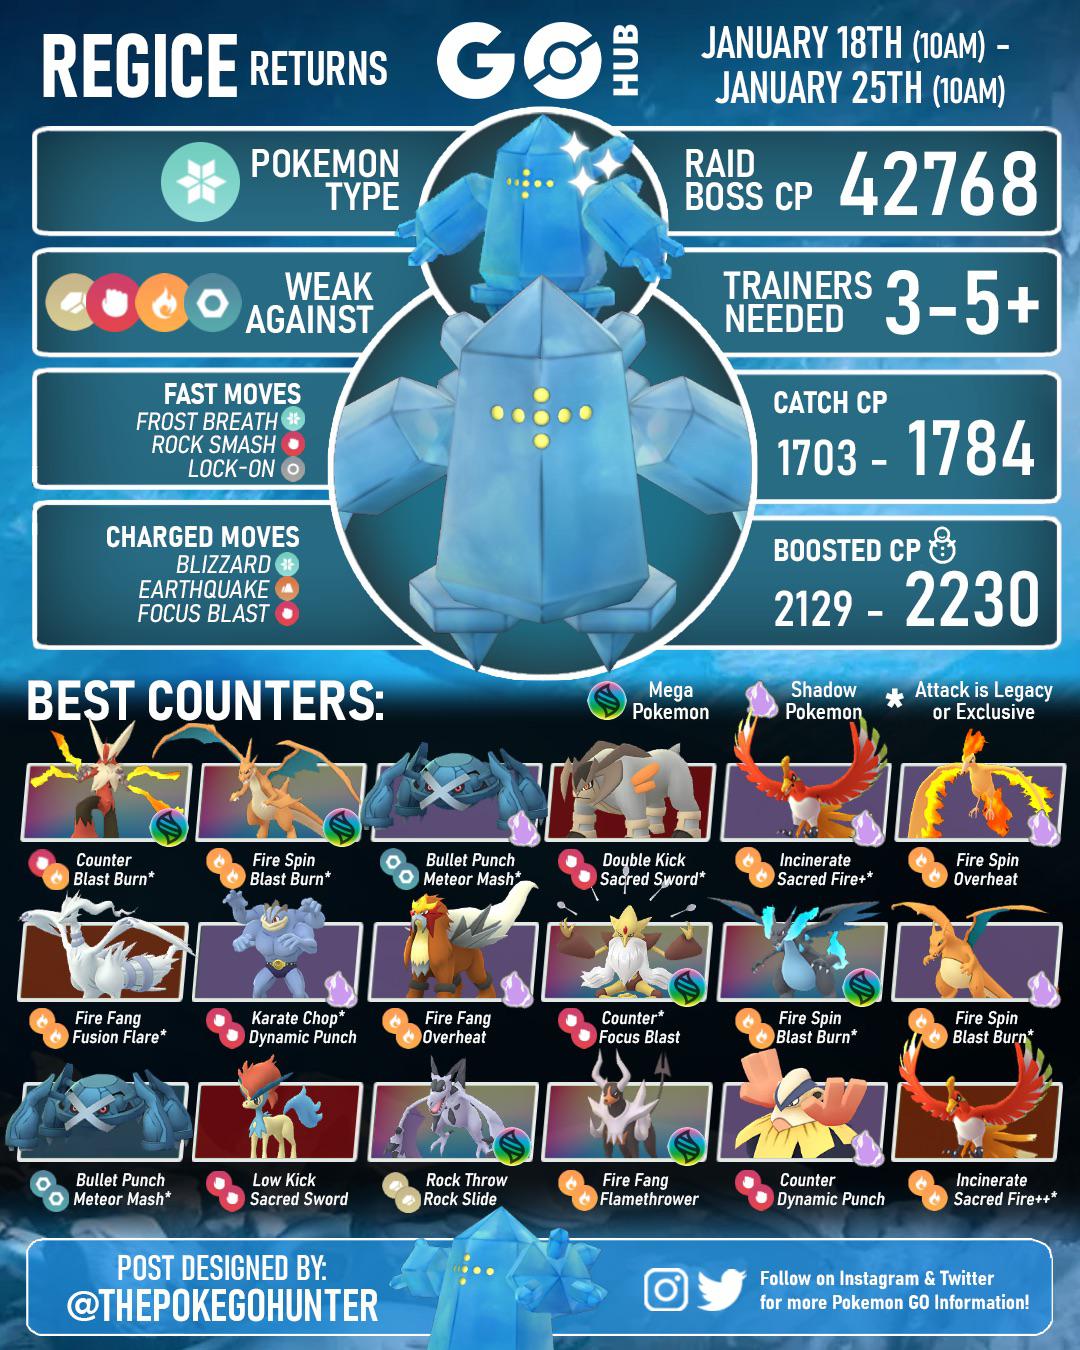 REGICE RETURNS
GO HUB
JANUARY 18TH (10AM) -
JANUARY 25TH (10AM)
POKEMON
TYPE
RAID
BOSS CP 42768
WEAK
AGAINST
TRAINERS
NEEDED 3-5+
FAST MOVES
FROST BREATH
ROCK SMASH
LOCK-ON
CATCH CP
1703 - 1784
CHARGED MOVES
BLIZZARD
EARTHQUAKE
FOCUS BLAST
BOOSTED CP
2129 - 2230
BEST COUNTERS:
Mega
Pokemon
Shadow
Pokemon
* Attack is Legacy
or Exclusive
Counter
Blast Burn*
Fire Spin
Blast Burn*
Bullet Punch
Meteor Mash*
Double Kick
Sacred Sword*
Incinerate
Sacred Fire+*
Fire Spin
Overheat
Fire Fang
Fusion Flare*
Karate Chop*
Dynamic Punch
Fire Fang
Overheat
Counter*
Focus Blast
Fire Spin
Blast Burn*
Fire Spin
Blast Burn*
Bullet Punch
Meteor Mash*
Low Kick
Sacred Sword
Rock Throw
Rock Slide
Fire Fang
Flamethrower
Counter
Dynamic Punch
Incinerate
Sacred Fire++*
POST DESIGNED BY:
@THEPOKEGOHUNTER
Follow on Instagram & Twitter
for more Pokemon GO Information!